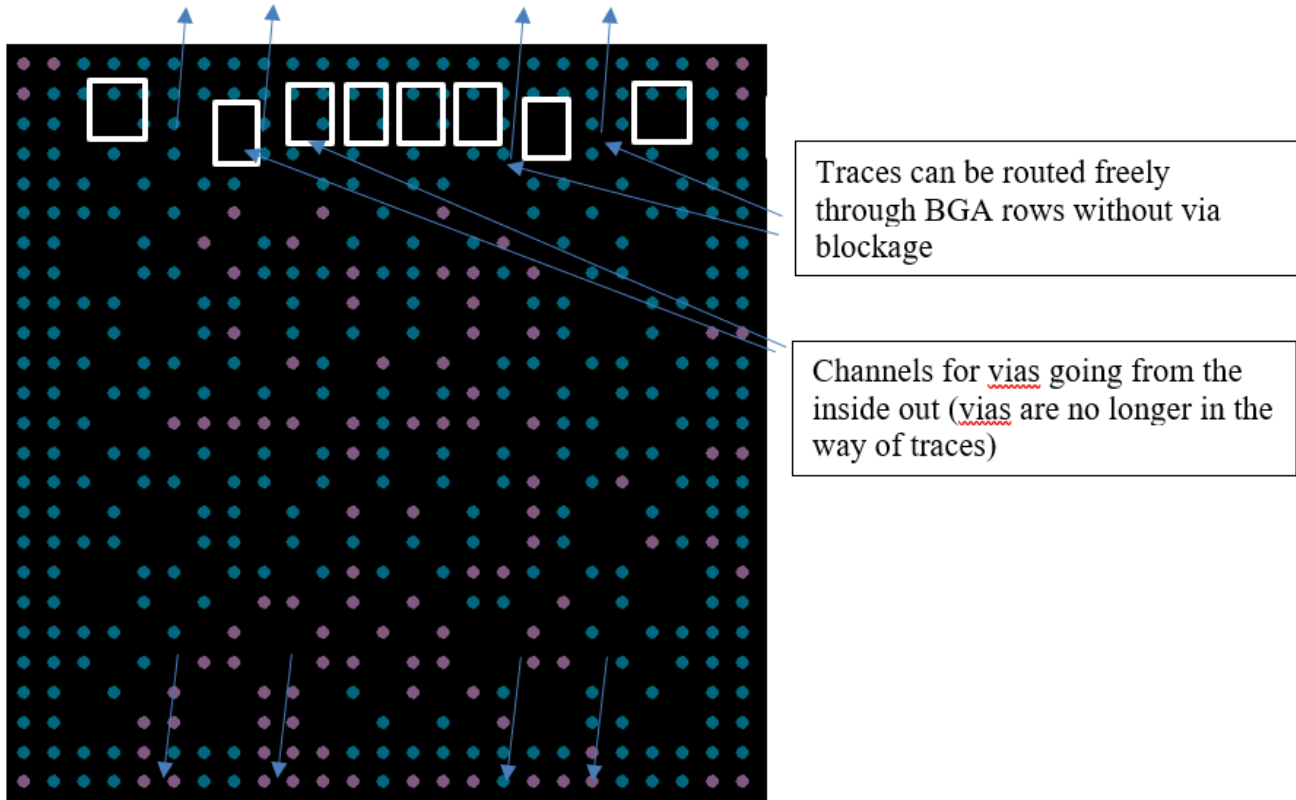 Traces can be routed freely
through BGA rows without via
blockage
Channels for vias going from the
inside out (vias are no longer in the
way of traces)